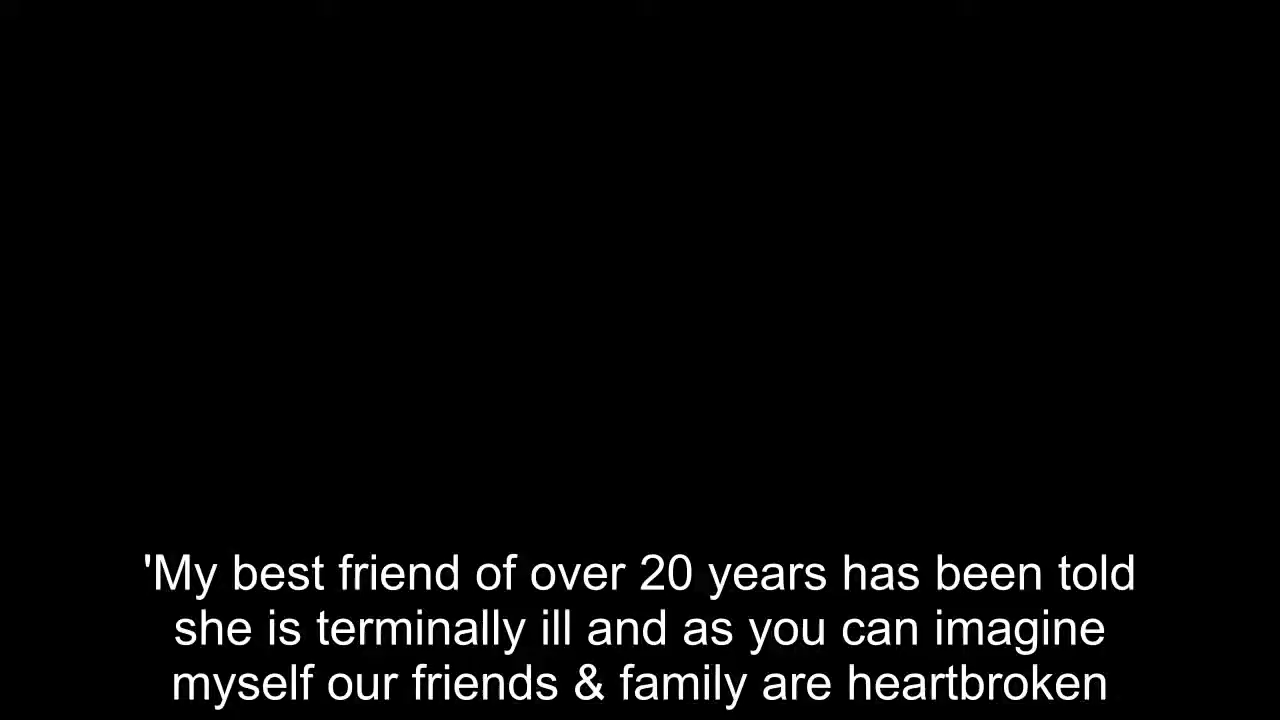 'My best friend of over 20 years has been told
she is terminally ill and as you can imagine
myself our friends & family are heartbroken